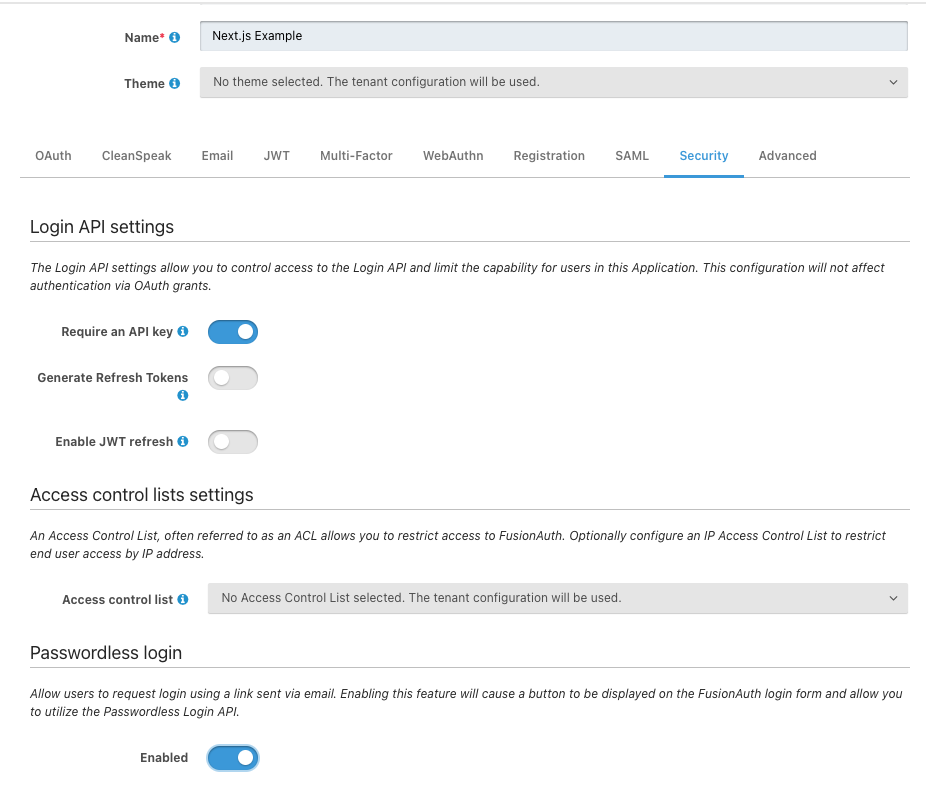 Name*
Next.js Example
Theme
No theme selected. The tenant configuration will be used.
OAuth CleanSpeak Email JWT Multi-Factor WebAuthn Registration SAML Security Advanced
Login API settings
The Login API settings allow you to control access to the Login API and limit the capability for users in this Application. This configuration will not affect
authentication via OAuth grants.
Require an API key
Generate Refresh Tokens
Enable JWT refresh
Access control lists settings
An Access Control List, often referred to as an ACL allows you to restrict access to FusionAuth. Optionally configure an IP Access Control List to restrict
end user access by IP address.
Access control list
No Access Control List selected. The tenant configuration will be used.
Passwordless login
Allow users to request login using a link sent via email. Enabling this feature will cause a button to be displayed on the FusionAuth login form and allow you
to utilize the Passwordless Login API.
Enabled